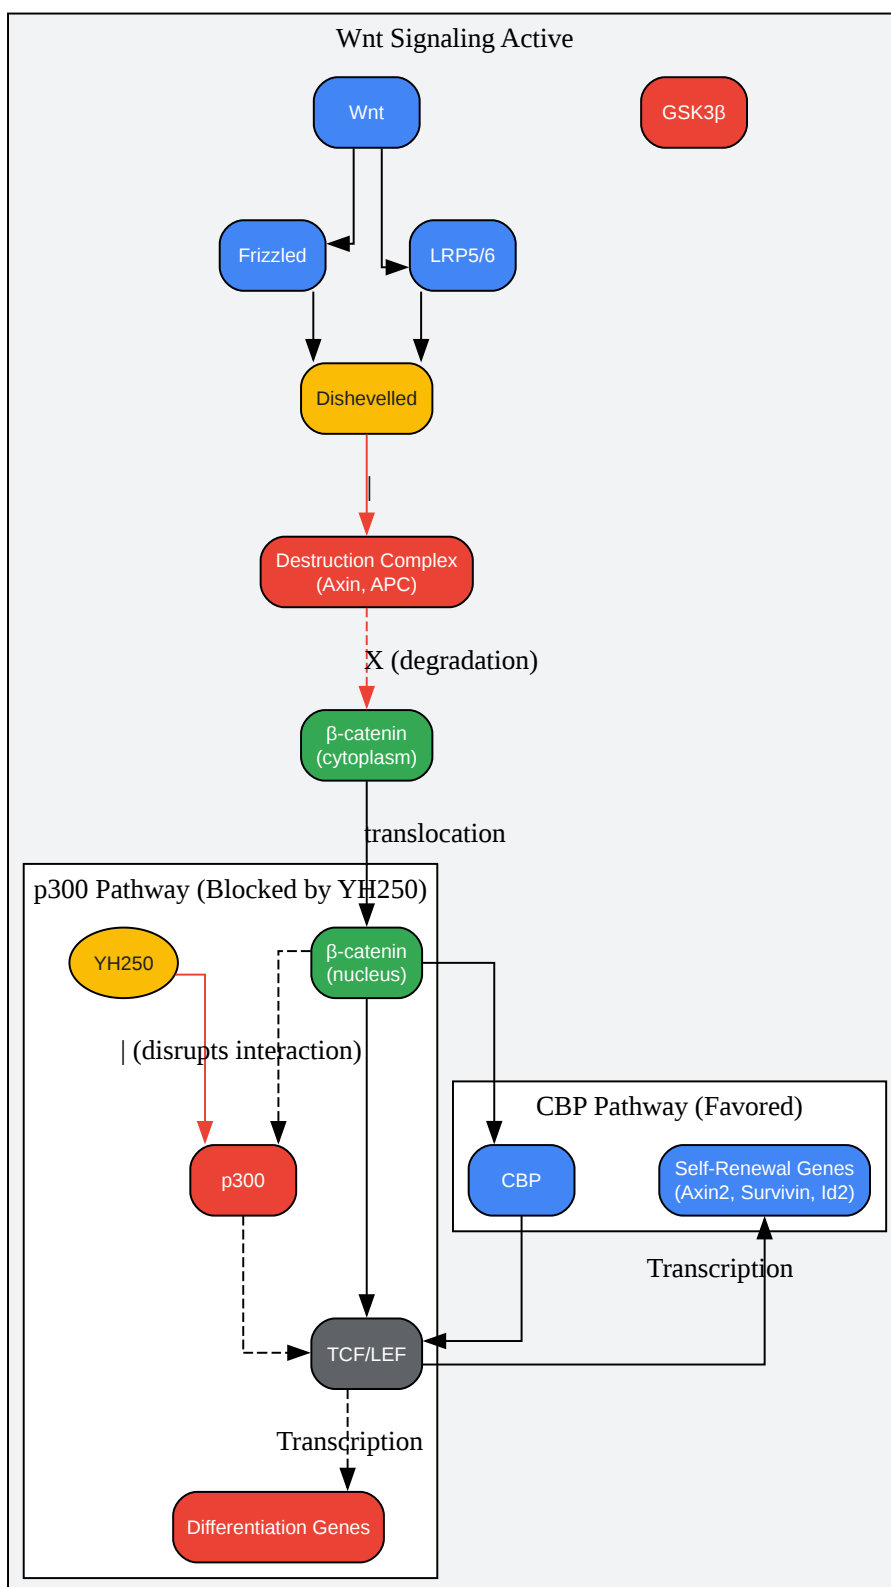 Wnt Signaling Active
Wnt
GSK3β
Frizzled
LRP5/6
Dishevelled
|
Destruction Complex
(Axin, APC)
X (degradation)
β-catenin
(cytoplasm)
translocation
p300 Pathway (Blocked by YH250)
YH250
β-catenin
(nucleus)
| (disrupts interaction)
CBP Pathway (Favored)
p300
CBP
Self-Renewal Genes
(Axin2, Survivin, Id2)
Transcription
TCF/LEF
Transcription
Differentiation Genes